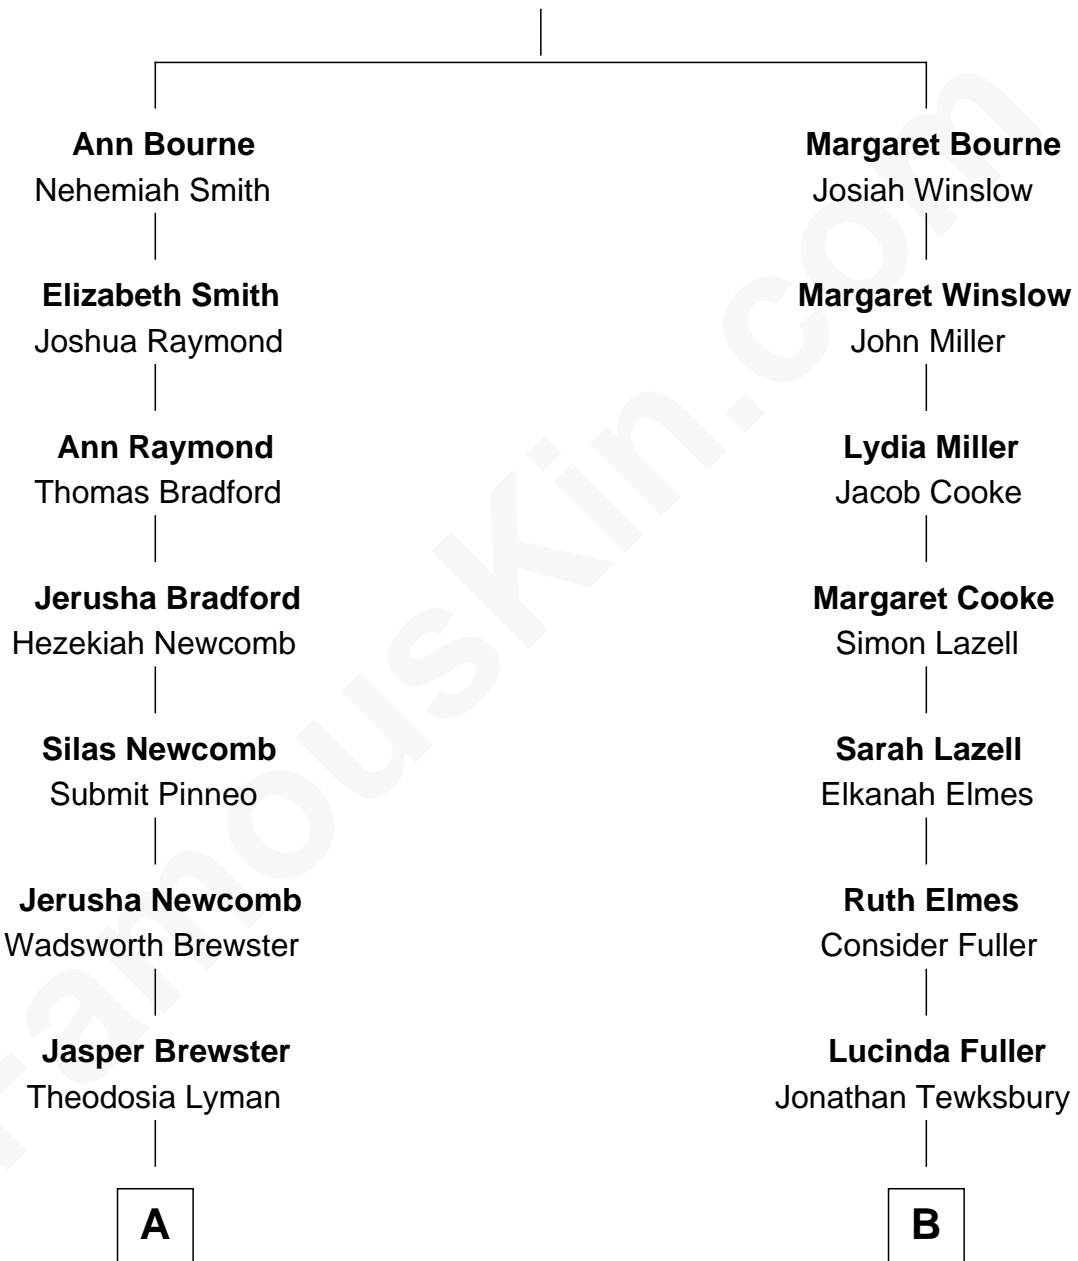 Ann Bourne
Nehemiah Smith
Elizabeth Smith
Joshua Raymond
Ann Raymond
Thomas Bradford
Jerusha Bradford
Hezekiah Newcomb
Silas Newcomb
Submit Pinneo
Jerusha Newcomb
Wadsworth Brewster
Jasper Brewster
Theodosia Lyman
A
Margaret Bourne
Josiah Winslow
Margaret Winslow
John Miller
Lydia Miller
Jacob Cooke
Margaret Cooke
Simon Lazell
Sarah Lazell
Elkanah Elmes
Ruth Elmes
Consider Fuller
Lucinda Fuller
Jonathan Tewksbury
B
FamousKin.com